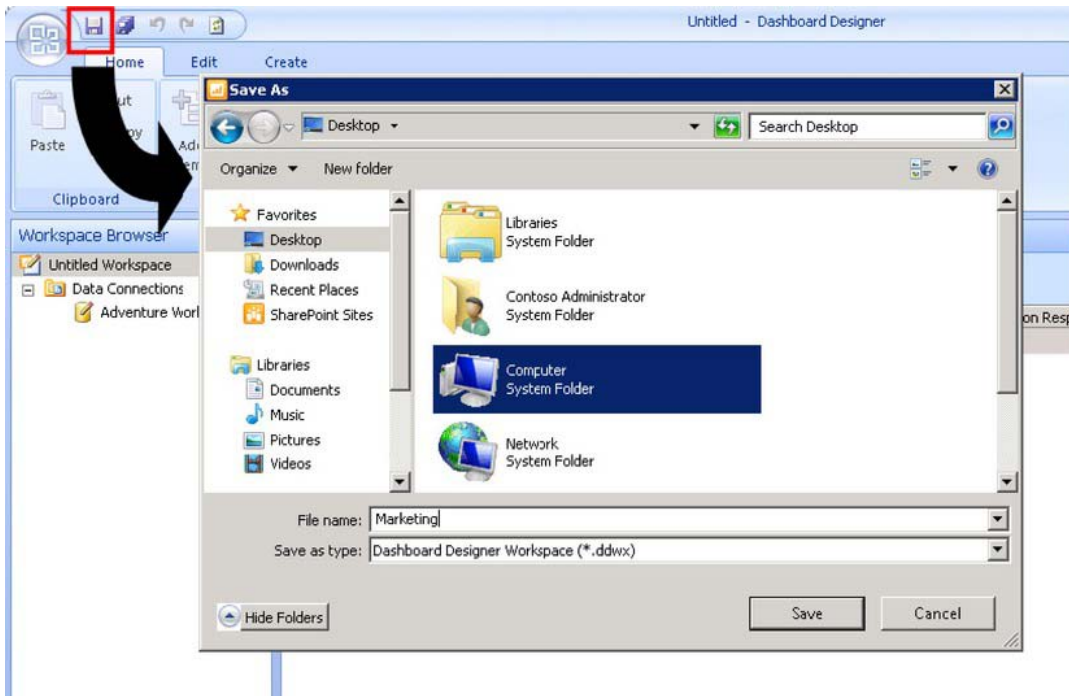 Untitled - Dashboard Designer
Home Edit Create
Paste
Clipboard
Workspace Browser
Untitled Workspace
Data Connections
Adventure Worl
on Resp
Save As
Desktop
Search Desktop
Organize New folder
Favorites
Desktop
Downloads
Recent Places
SharePoint Sites
Libraries
Documents
Music
Pictures
Videos
Libraries
System Folder
Contoso Administrator
System Folder
Computer
System Folder
Network
System Folder
File name: Marketing
Save as type: Dashboard Designer Workspace (*.ddwx)
Hide Folders
Save Cancel